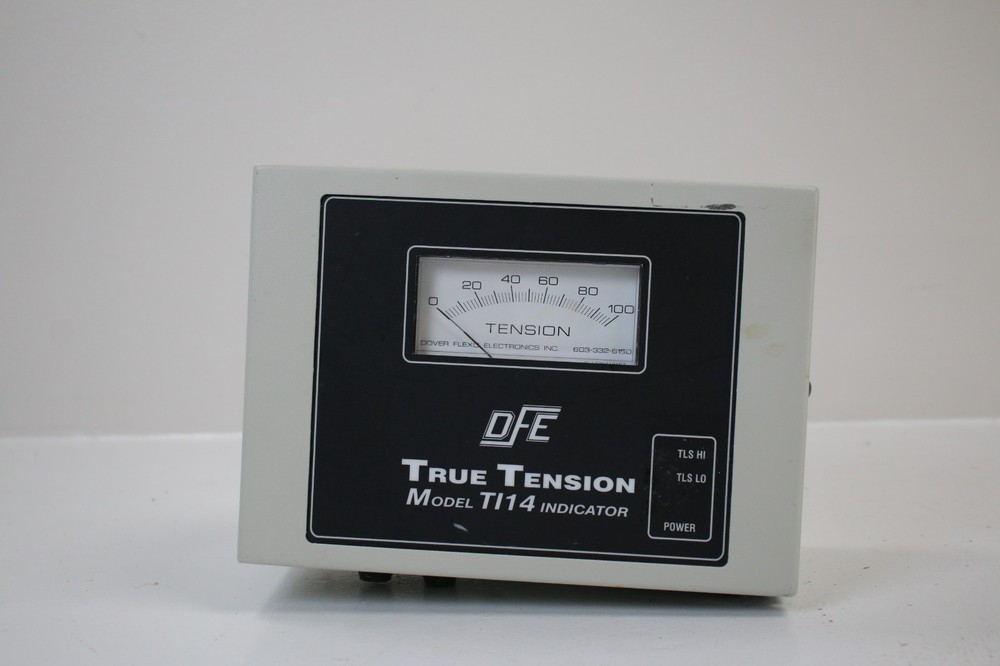 0 20 40 60 80 100
TENSION
DOVER FLEXO ELECTRONICS INC. 603-332-6150
DFE
TRUE TENSION
MODEL TI14 INDICATOR
TLS HI
TLS LO
POWER